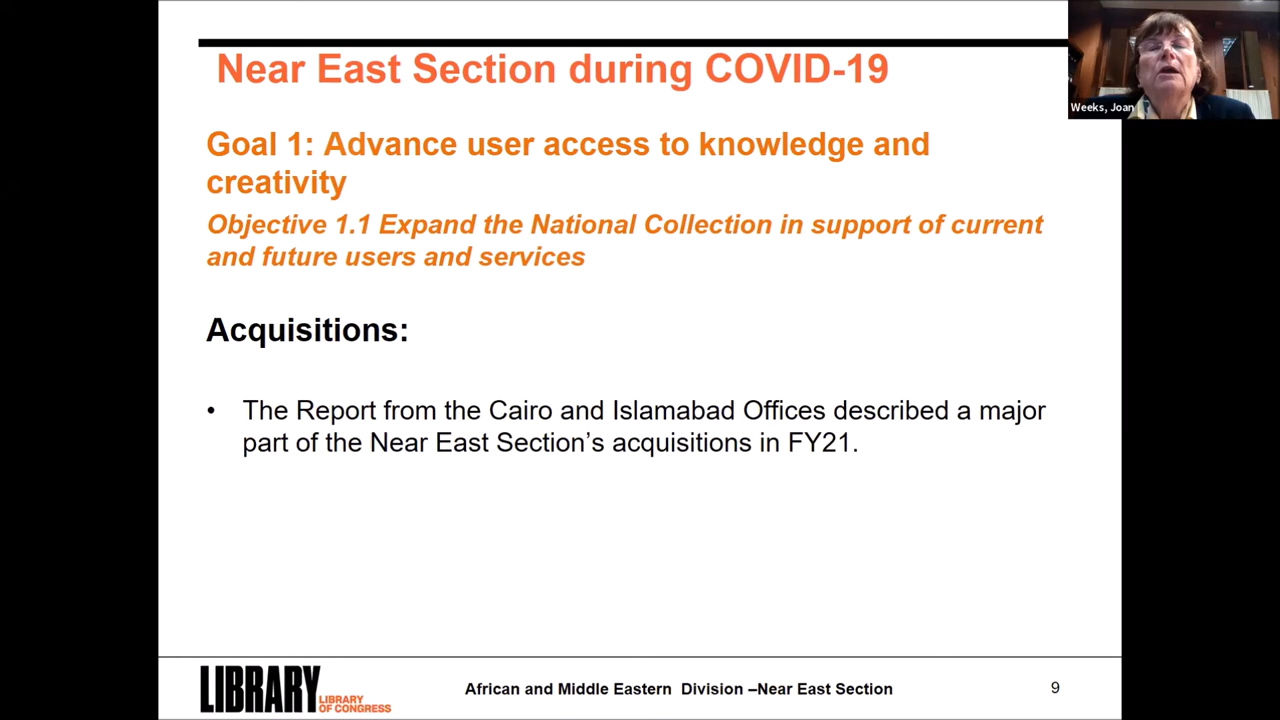 Near East Section during COVID-19
Weeks, Joan
Goal 1: Advance user access to knowledge and
creativity
Objective 1.1 Expand the National Collection in support of current
and future users and services
Acquisitions:
• The Report from the Cairo and Islamabad Offices described a major
part of the Near East Section’s acquisitions in FY21.
LIBRARY
LIBRARY
OF CONGRESS
African and Middle Eastern Division –Near East Section
9